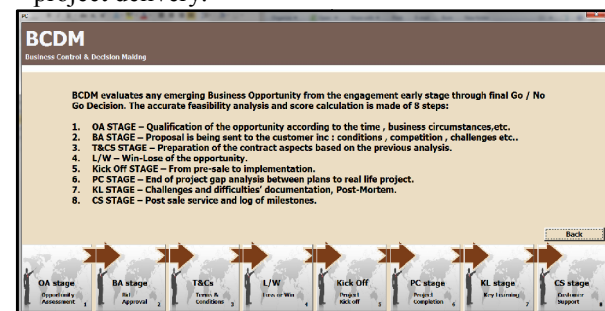 project delivery.
BCDM
Business Control & Decision Making
BCDM evaluates any emerging Business Opportunity from the engagement early stage through final Go / No
Go Decision. The accurate feasibility analysis and score calculation is made of 8 steps:
1. OA STAGE – Qualification of the opportunity according to the time , business circumstances,etc.
2. BA STAGE – Proposal is being sent to the customer inc : conditions , competition , challenges etc..
3. T&CS STAGE – Preparation of the contract aspects based on the previous analysis.
4. L/W – Win-Lose of the opportunity.
5. Kick Off STAGE – From pre-sale to implementation.
6. PC STAGE – End of project gap analysis between plans to real life project.
7. KL STAGE – Challenges and difficulties' documentation, Post-Mortem.
8. CS STAGE – Post sale service and log of milestones.
Back
OA stage
Opportunity
Assessment 1
BA stage
Bid
Approval 2
T&Cs
Terms &
Conditions 3
L/W
Loss or Win
4
Kick Off
Project
Kick off 5
PC stage
Project
Completion 6
KL stage
Key Learning
7
CS stage
Customer
Support 8